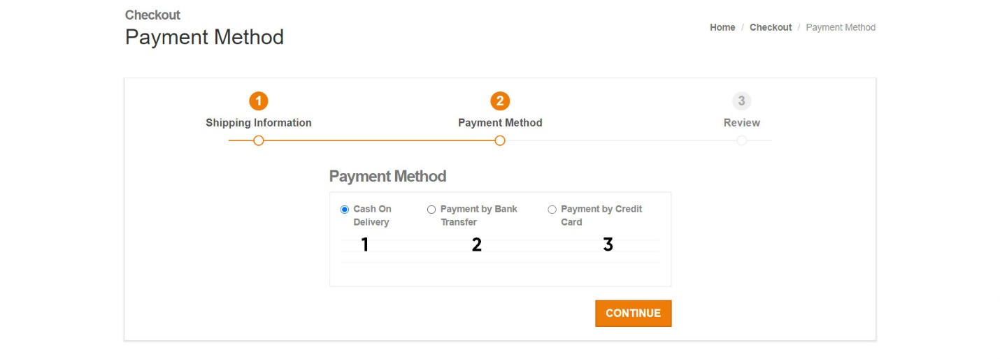 Checkout
Payment Method
Home / Checkout / Payment Method
1
Shipping Information
2
Payment Method
3
Review
Payment Method
Cash On Delivery
Payment by Bank Transfer
Payment by Credit Card
1 2 3
CONTINUE